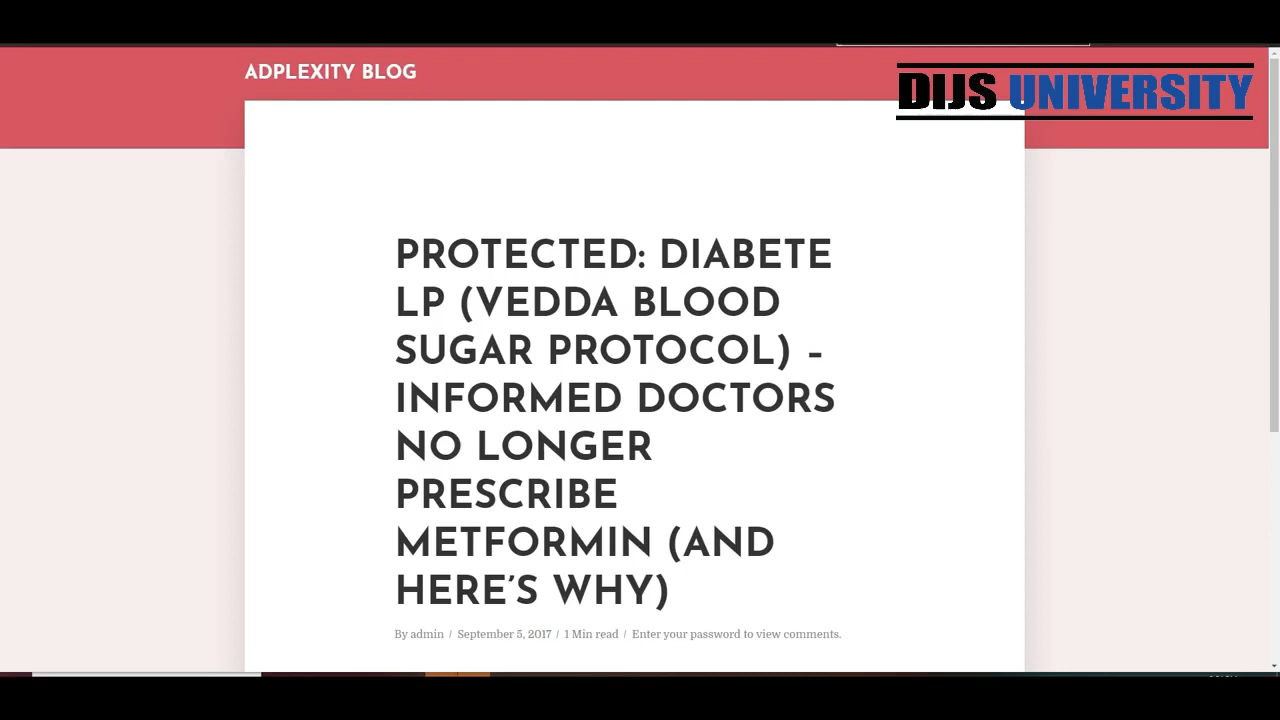 ADPLEXITY BLOG
DIJS UNIVERSITY
PROTECTED: DIABETE
LP (VEDDA BLOOD
SUGAR PROTOCOL) –
INFORMED DOCTORS
NO LONGER
PRESCRIBE
METFORMIN (AND
HERE’S WHY)
By admin / September 5, 2017 / 1 Min read / Enter your password to view comments.